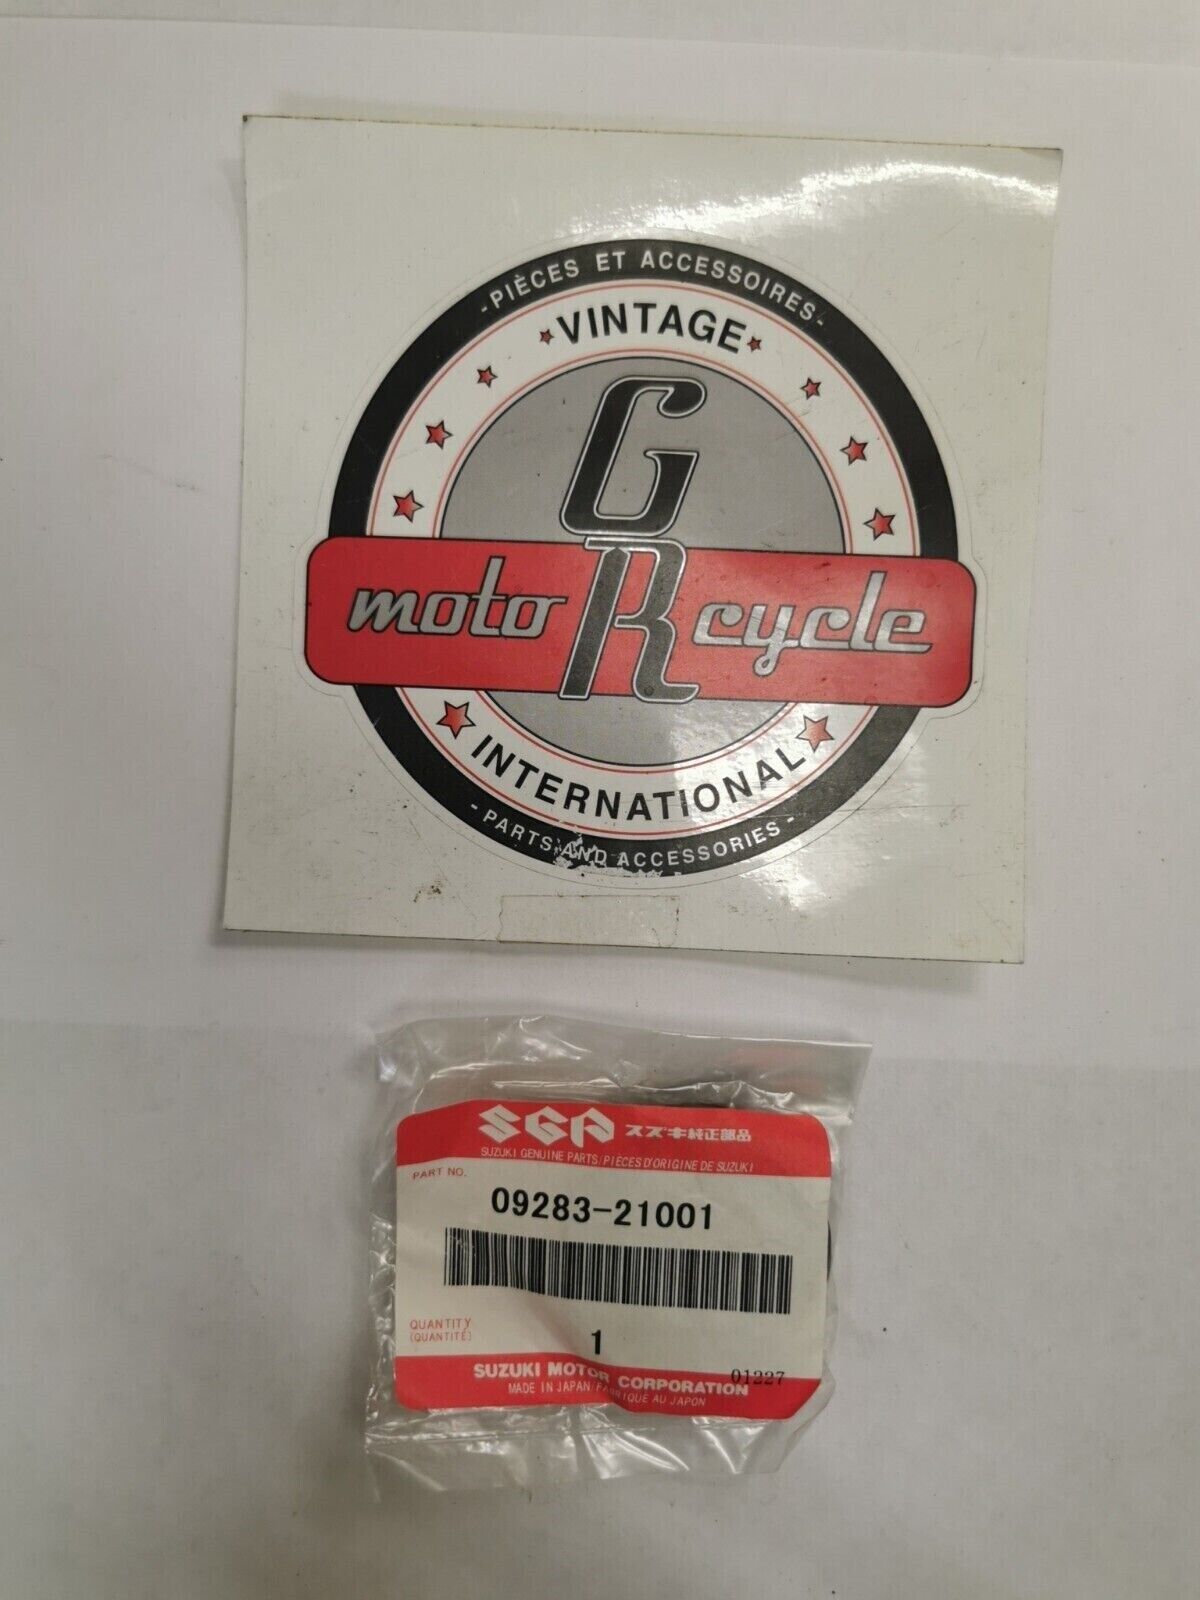 -PIÈCES ET ACCESSOIRES-
VINTAGE
G
moto R cycle
INTERNATIONAL
-PARTS AND ACCESSORIES-
SGP スズキ純正部品
SUZUKI GENUINE PARTS/PIÈCES D'ORIGINE DE SUZUKI
PART NO.
09283-21001
QUANTITY
(QUANTITÉ)
1
01227
SUZUKI MOTOR CORPORATION
MADE IN JAPAN/FABRIQUE AU JAPON